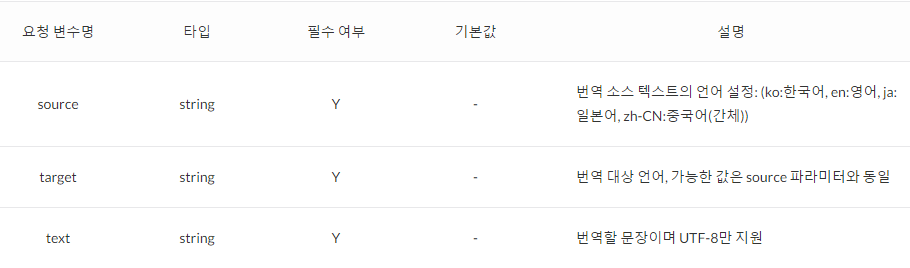 요청 변수명 타입 필수 여부 기본값 설명
source string Y - 번역 소스 텍스트의 언어 설정: (ko:한국어, en:영어, ja:
일본어, zh-CN:중국어(간체))
target string Y - 번역 대상 언어, 가능한 값은 source 파라미터와 동일
text string Y - 번역할 문장이며 UTF-8만 지원